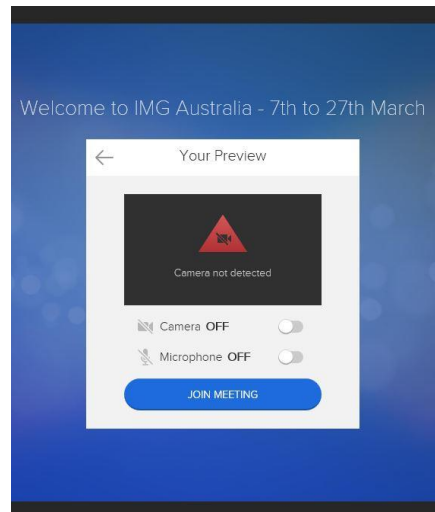 Welcome to IMG Australia - 7th to 27th March
Your Preview
Camera not detected
Camera OFF
Microphone OFF
JOIN MEETING